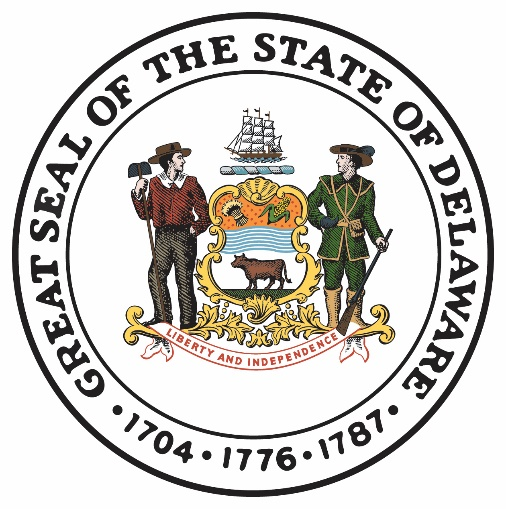 GREAT SEAL OF THE STATE OF DELAWARE
LIBERTY AND INDEPENDENCE
• 1704 • 1776 • 1787 •